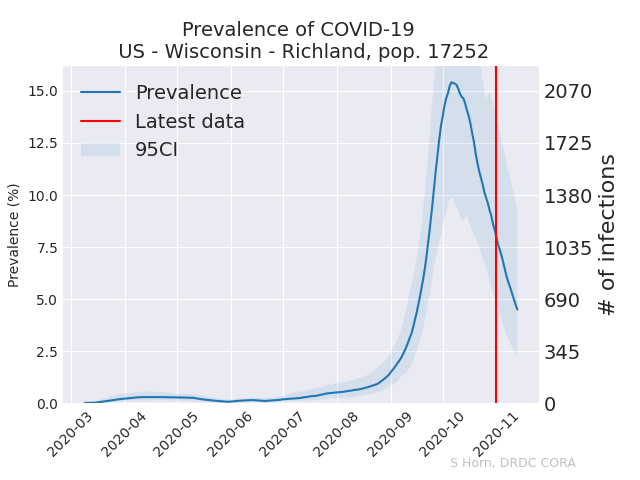 Prevalence of COVID-19
US - Wisconsin - Richland, pop. 17252
Prevalence
Latest data
95CI
Prevalence (%)
15.0
12.5
10.0
7.5
5.0
2.5
0.0
2070
1725
1380
1035
690
345
0
# of infections
2020-03
2020-04
2020-05
2020-06
2020-07
2020-08
2020-09
2020-10
2020-11
S Horn, DRDC CORA